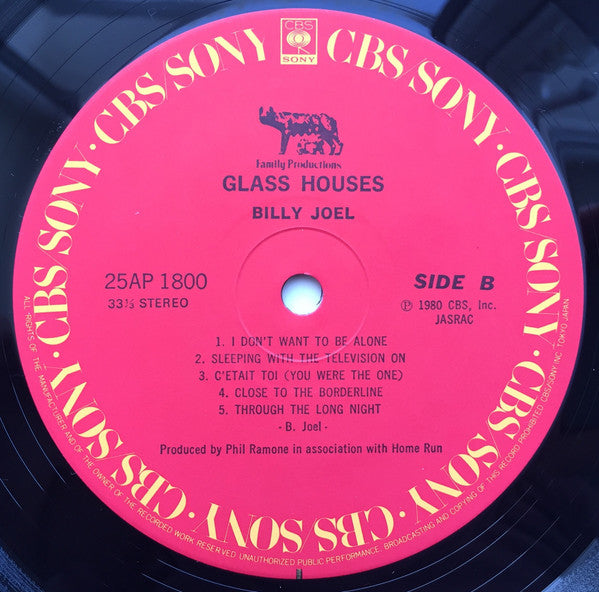 CBS
SONY
CBS/SONY · CBS/SONY · CBS/SONY · CBS/SONY · CBS/SONY · CBS/SONY · CBS/SONY · CBS/SONY
Family Productions
GLASS HOUSES
BILLY JOEL
25AP 1800
33⅓ STEREO
SIDE B
Ⓟ 1980 CBS, Inc.
JASRAC
1. I DON'T WANT TO BE ALONE
2. SLEEPING WITH THE TELEVISION ON
3. C'ETAIT TOI (YOU WERE THE ONE)
4. CLOSE TO THE BORDERLINE
5. THROUGH THE LONG NIGHT
- B. Joel -
Produced by Phil Ramone in association with Home Run
ALL RIGHTS OF THE MANUFACTURER AND OF THE OWNER OF THE RECORDED WORK RESERVED UNAUTHORIZED PUBLIC PERFORMANCE, BROADCASTING AND COPYING OF THIS RECORD PROHIBITED CBS/SONY INC. TOKYO JAPAN